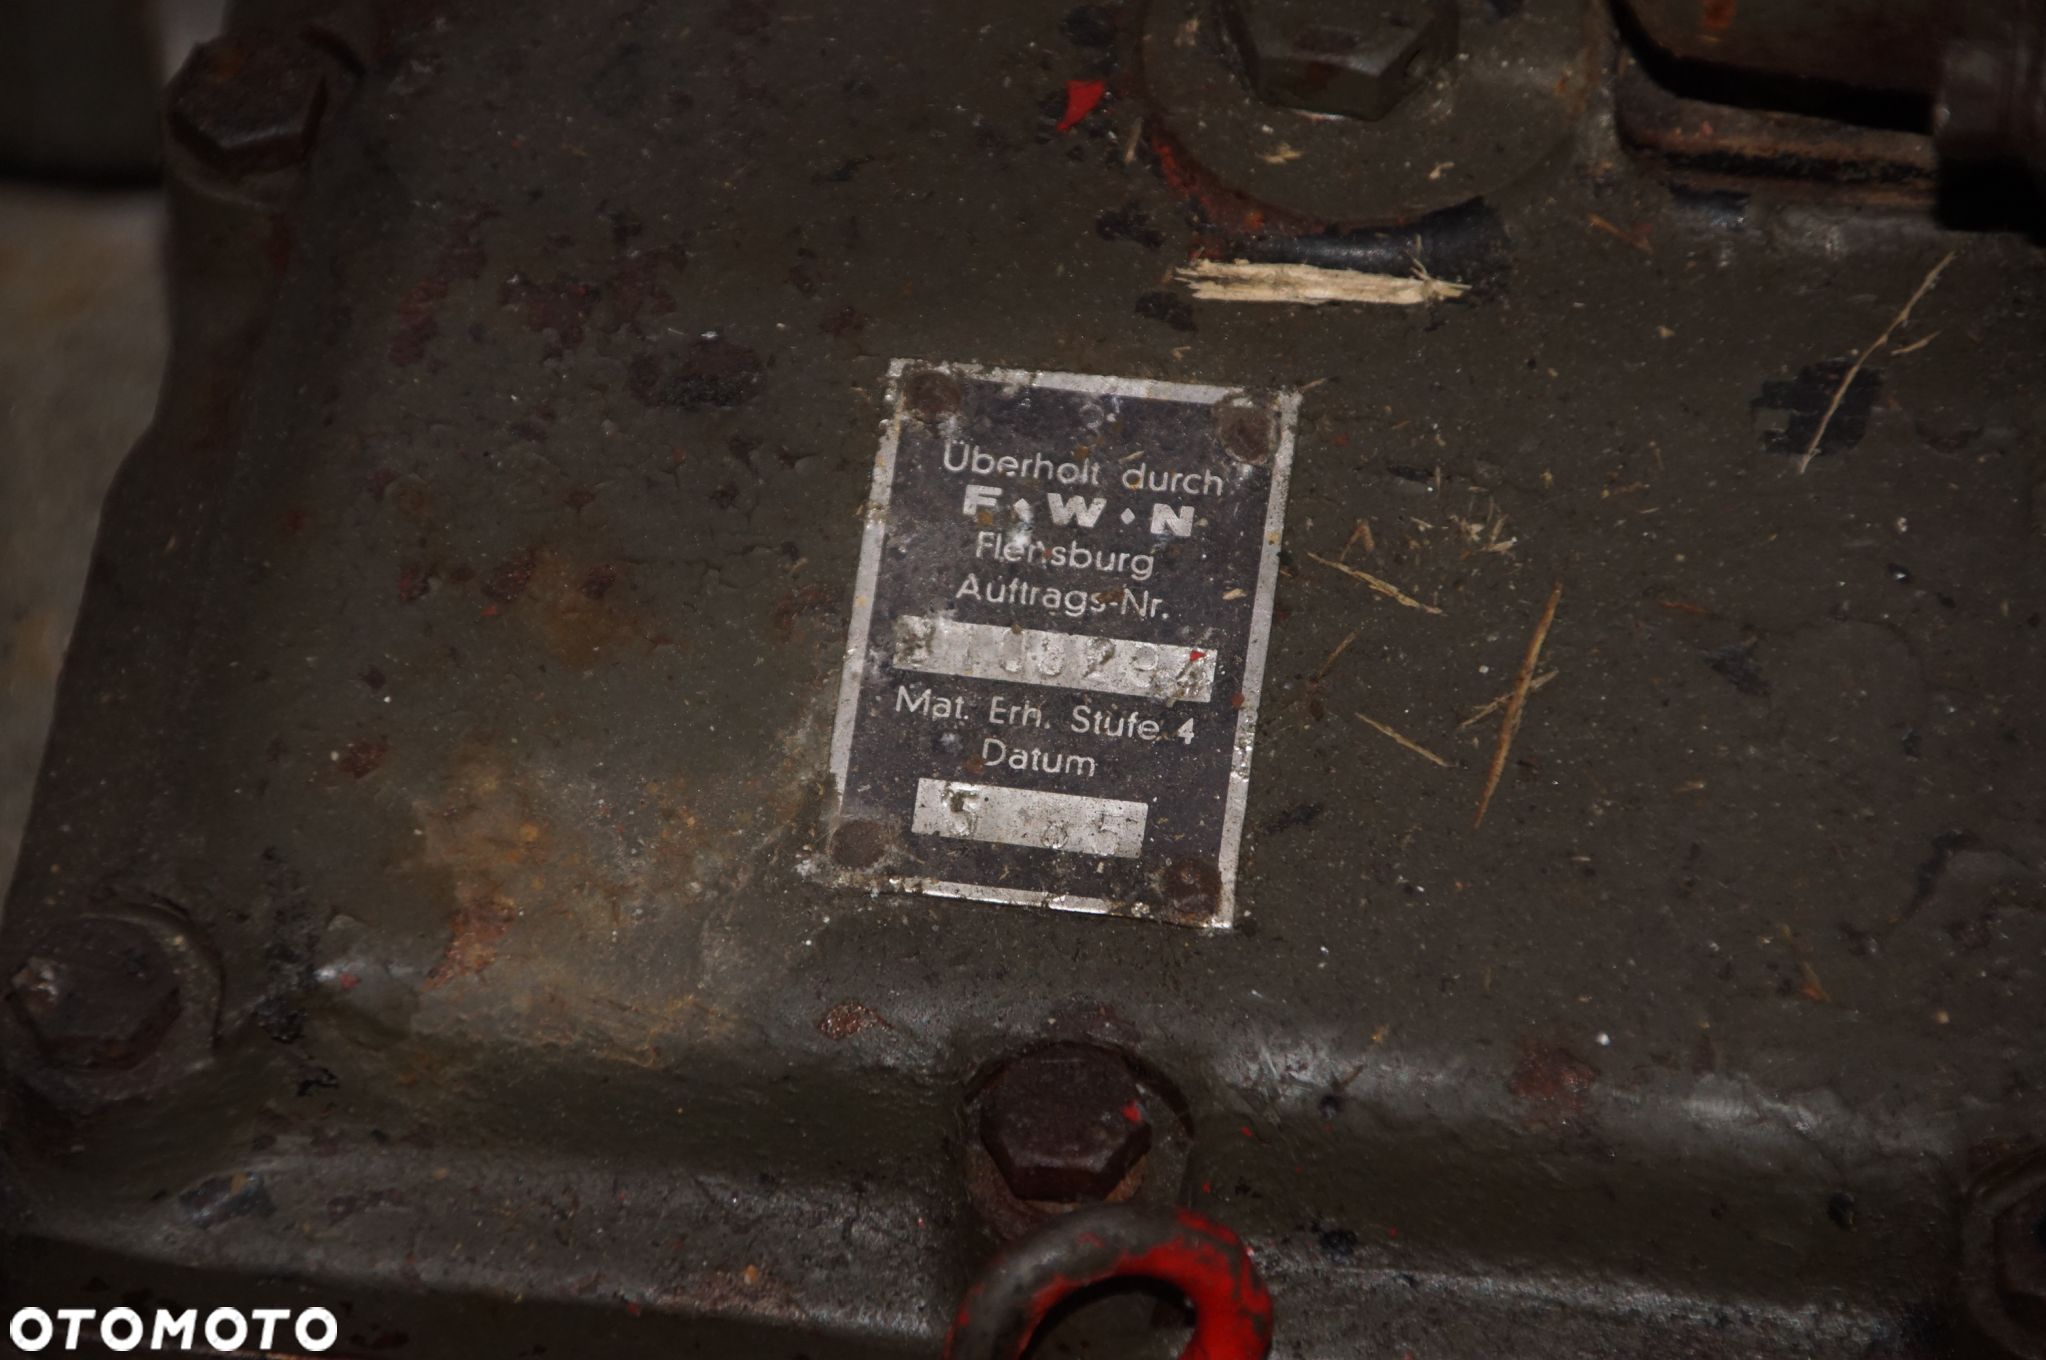 Überholt durch
F·W·N
Flensburg
Auftrags-Nr.
Mat. Erh. Stufe 4
Datum
OTOMOTO